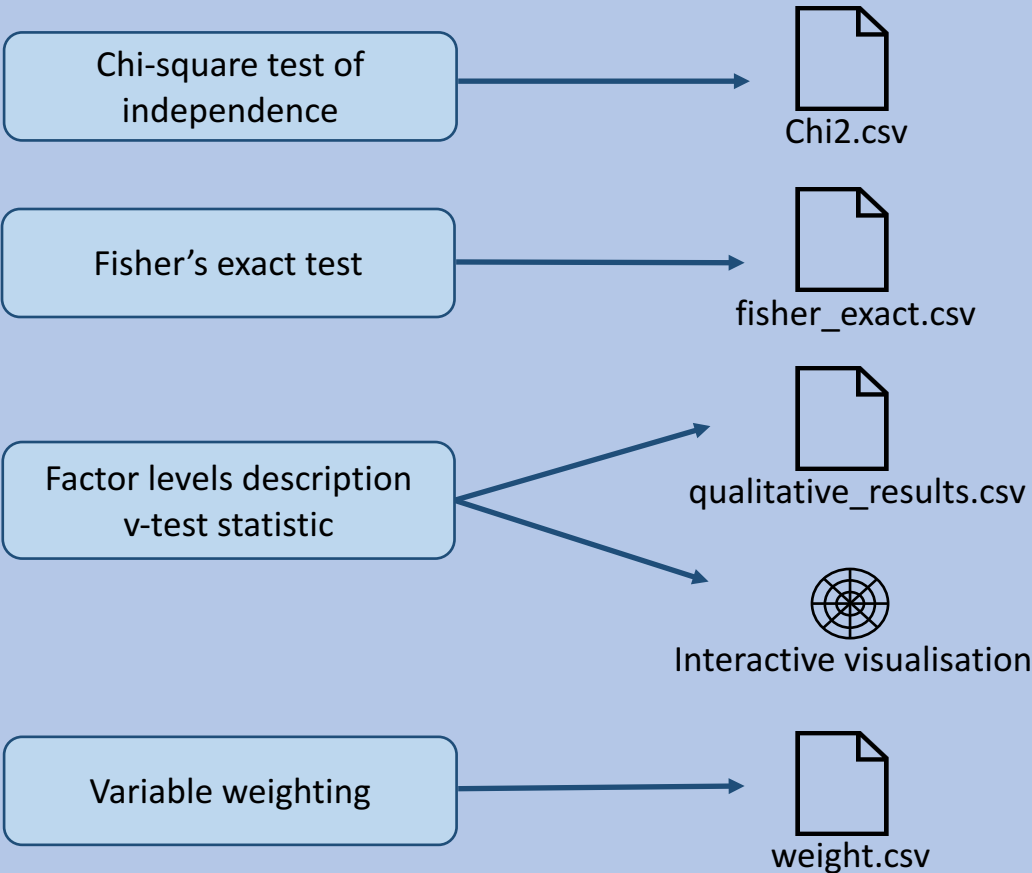 Chi-square test of
independence
Chi2.csv
Fisher’s exact test
fisher_exact.csv
Factor levels description
v-test statistic
qualitative_results.csv
Interactive visualisation
Variable weighting
weight.csv